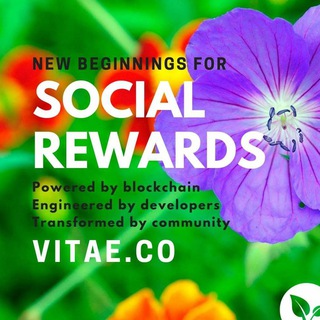 NEW BEGINNINGS FOR
SOCIAL
REWARDS
Powered by blockchain
Engineered by developers
Transformed by community
VITAE.CO